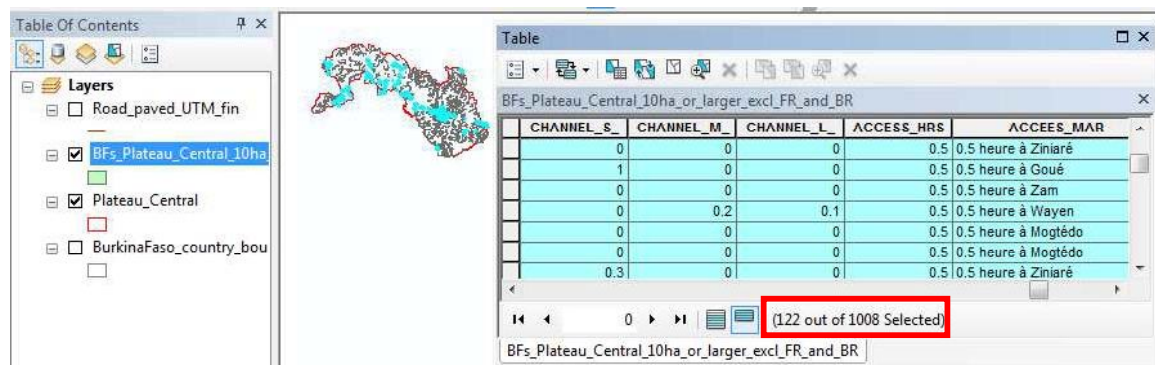 Table Of Contents
Layers
Road_paved_UTM_fin
BFs_Plateau_Central_10ha_
Plateau_Central
BurkinaFaso_country_bou
Table
BFs_Plateau_Central_10ha_or_larger_excl_FR_and_BR
CHANNEL_S_ CHANNEL_M_ CHANNEL_L_ ACCESS_HRS ACCEES_MAR
0 0 0 0.5 0.5 heure à Ziniaré
1 0 0 0.5 0.5 heure à Goué
0 0 0 0.5 0.5 heure à Zam
0 0.2 0.1 0.5 0.5 heure à Wayen
0 0 0 0.5 0.5 heure à Mogtédo
0 0 0 0.5 0.5 heure à Mogtédo
0.3 0 0 0.5 0.5 heure à Ziniaré
0 (122 out of 1008 Selected)
BFs_Plateau_Central_10ha_or_larger_excl_FR_and_BR